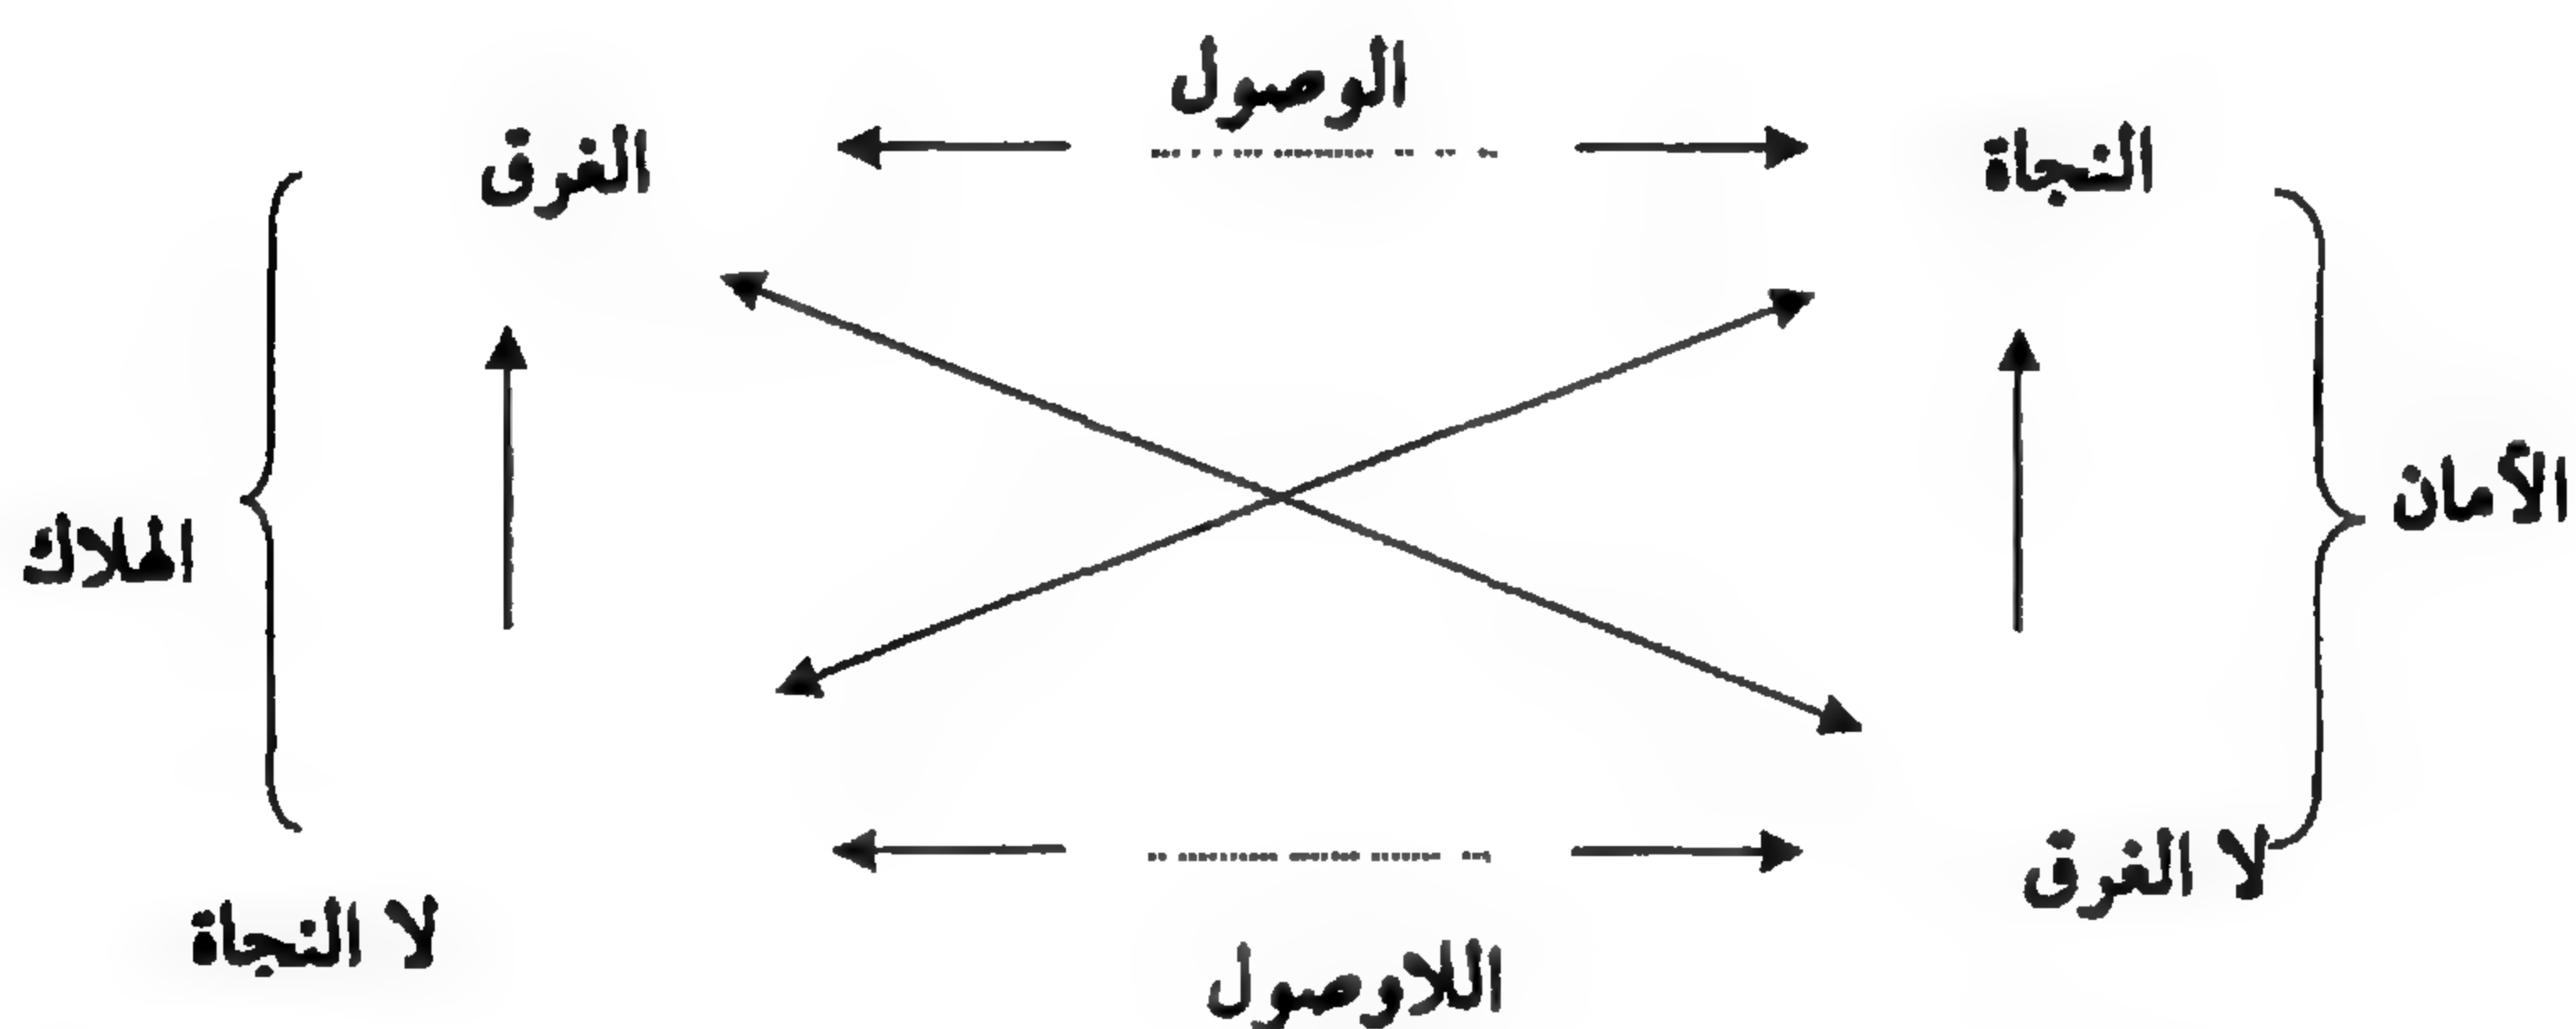 الوصول
النجاة
الغرق
الأمان
الهلاك
لا الغرق
لا النجاة
اللاوصول